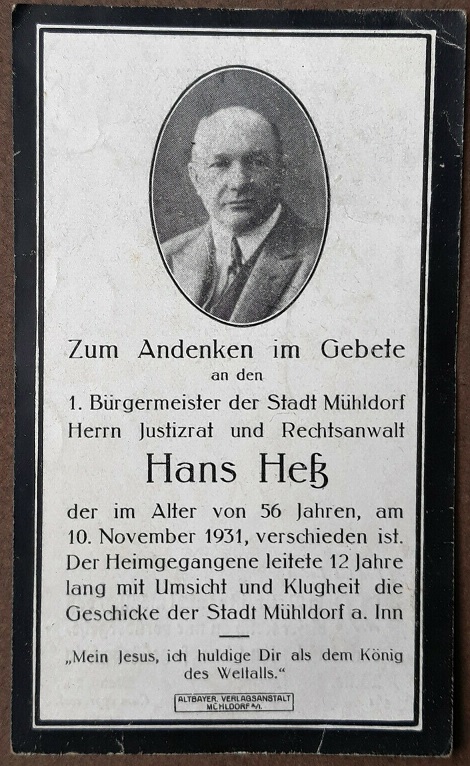 Zum Andenken im Gebete
an den
1. Bürgermeister der Stadt Mühldorf
Herrn Justizrat und Rechtsanwalt
Hans Heß
der im Alter von 56 Jahren, am
10. November 1931, verschieden ist.
Der Heimgegangene leitete 12 Jahre
lang mit Umsicht und Klugheit die
Geschicke der Stadt Mühldorf a. Inn
„Mein Jesus, ich huldige Dir als dem König
des Weltalls.“
ALTBAYER. VERLAGSANSTALT
MÜHLDORF a/I.